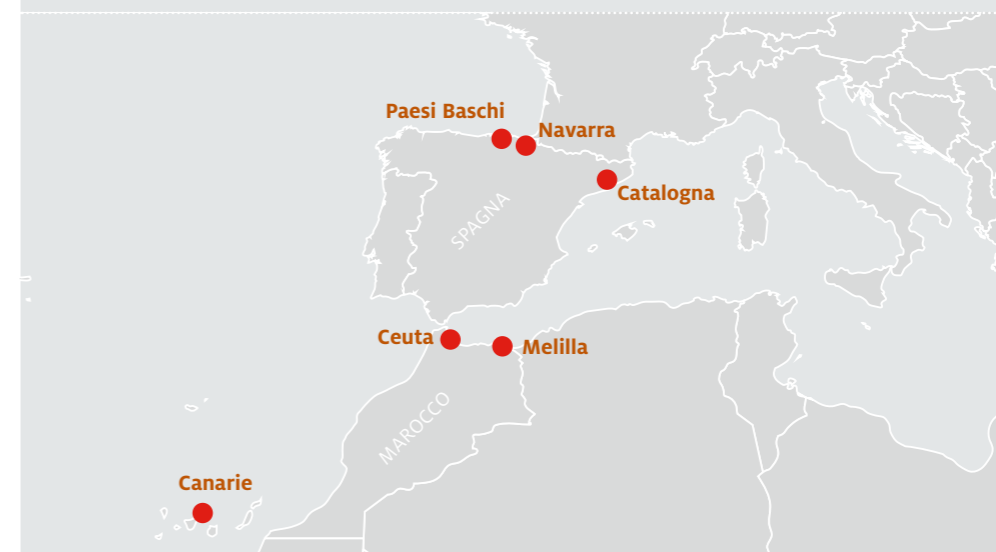 Paesi Baschi
Navarra
Catalogna
SPAGNA
Ceuta
Melilla
MAROCCO
Canarie